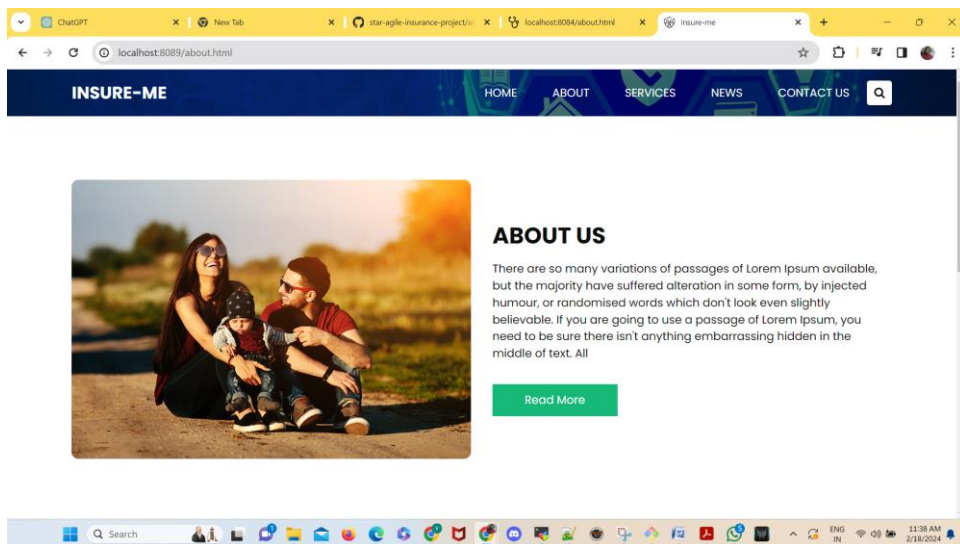 ChatGPT
New Tab
star-agile-insurance-project/ar
localhost:8084/about.html
Insure-me
localhost:8089/about.html
INSURE-ME
HOME ABOUT SERVICES NEWS CONTACT US
ABOUT US
There are so many variations of passages of Lorem Ipsum available,
but the majority have suffered alteration in some form, by injected
humour, or randomised words which don't look even slightly
believable. If you are going to use a passage of Lorem Ipsum, you
need to be sure there isn't anything embarrassing hidden in the
middle of text. All
Read More
Search
ENG
IN
11:38 AM
2/18/2024